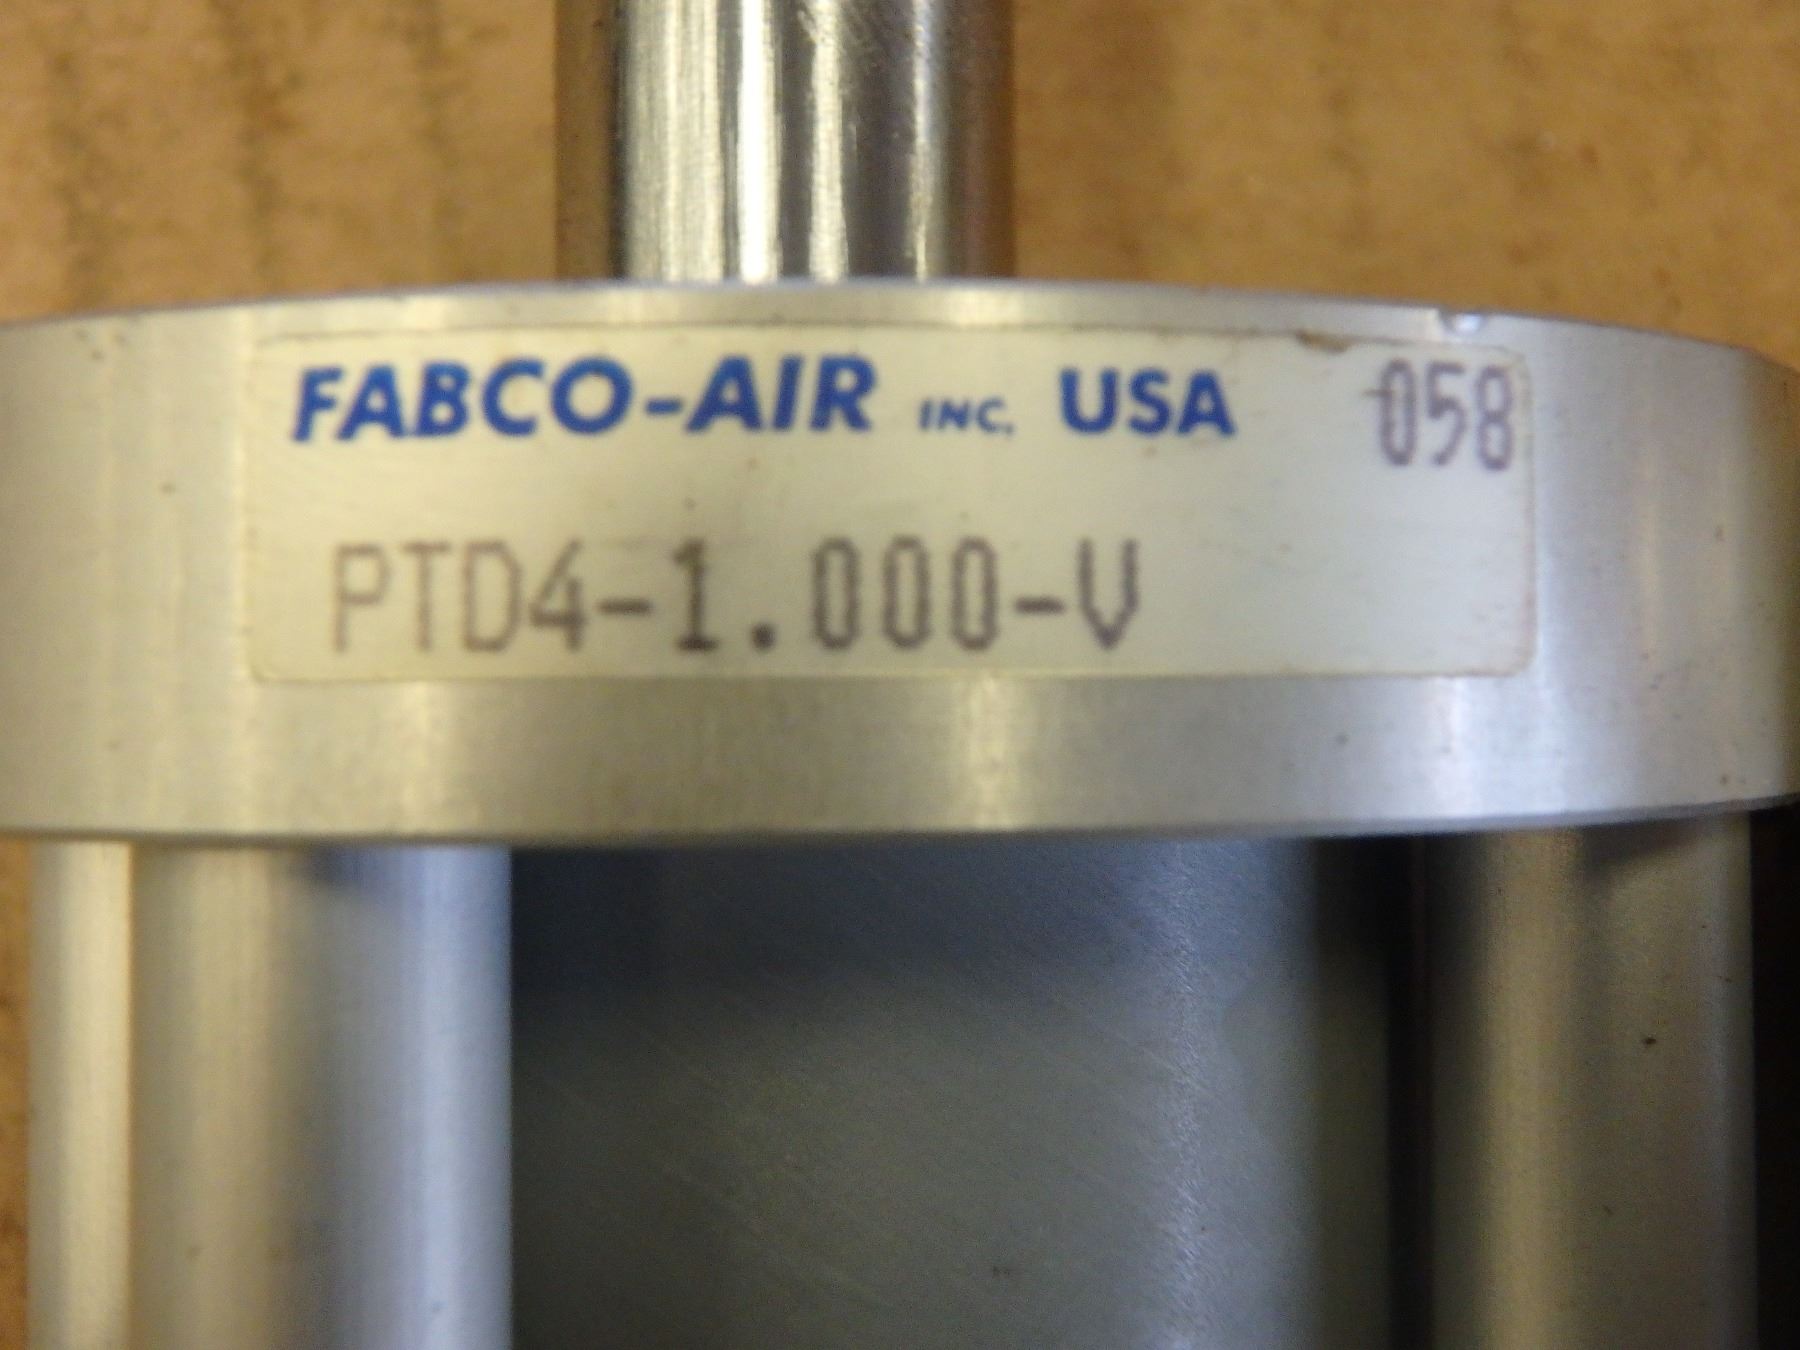 FABCO-AIR INC. USA 058
PTD4-1.000-V